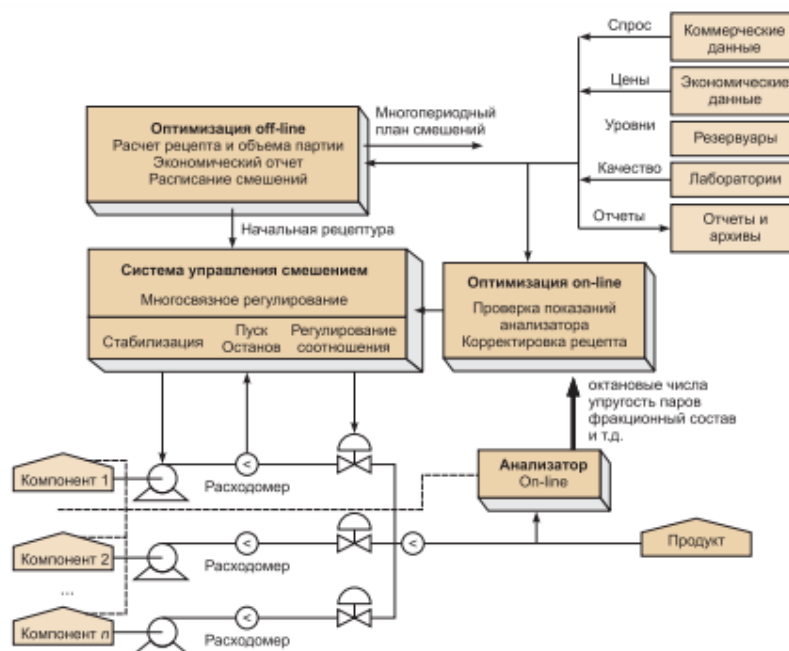 Спрос
Коммерческие
данные
Цены
Экономические
данные
Многопериодный
план смешений
Оптимизация off-line
Расчет рецепта и объема партии
Экономический отчет
Расписание смешений
Уровни
Резервуары
Качество
Лаборатории
Отчеты
Отчеты и
архивы
Начальная рецептура
Система управления смешением
Многосвязное регулирование
Стабилизация
Пуск
Останов
Регулирование
соотношения
Оптимизация on-line
Проверка показаний
анализатора
Корректировка рецепта
октановые числа
упругость паров
фракционный состав
и т.д.
Анализатор
On-line
Компонент 1
<
Расходомер
Компонент 2
<
Расходомер
<
Продукт
...
Компонент n
<
Расходомер